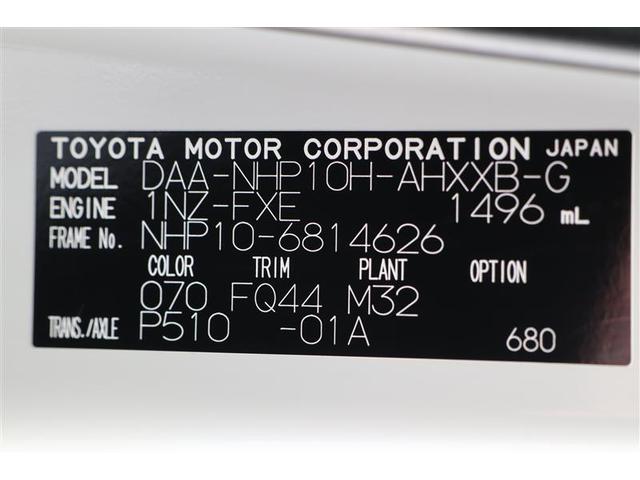 TOYOTA MOTOR CORPORATION JAPAN
MODEL DAA-NHP10H-AHXXB-G
ENGINE 1NZ-FXE 1496 mL
FRAME No. NHP10-6814626
COLOR TRIM PLANT OPTION
070 FQ44 M32
TRANS./AXLE P510 -01A 680